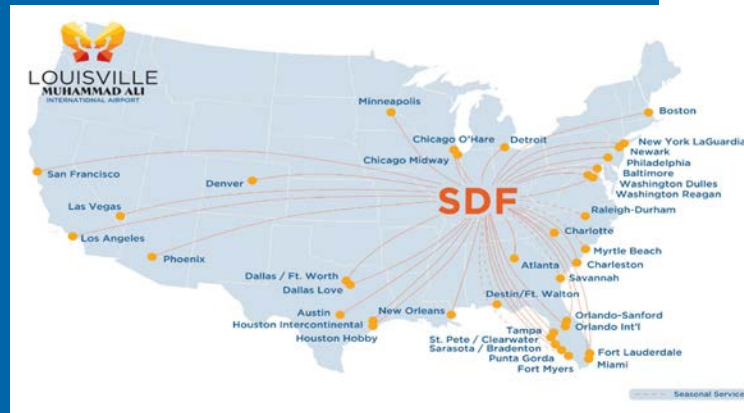 LOUISVILLE
MUHAMMAD ALI
INTERNATIONAL AIRPORT
Minneapolis
Boston
Chicago O'Hare
Detroit
New York LaGuardia
Newark
Chicago Midway
Philadelphia
Baltimore
San Francisco
Denver
Washington Dulles
Washington Reagan
SDF
Las Vegas
Raleigh-Durham
Los Angeles
Charlotte
Phoenix
Myrtle Beach
Atlanta
Charleston
Dallas / Ft. Worth
Savannah
Dallas Love
Destin/Ft. Walton
Austin
New Orleans
Orlando-Sanford
Houston Intercontinental
Orlando Int'l
Houston Hobby
Tampa
St. Pete / Clearwater
Sarasota / Bradenton
Fort Lauderdale
Punta Gorda
Miami
Fort Myers
Seasonal Service